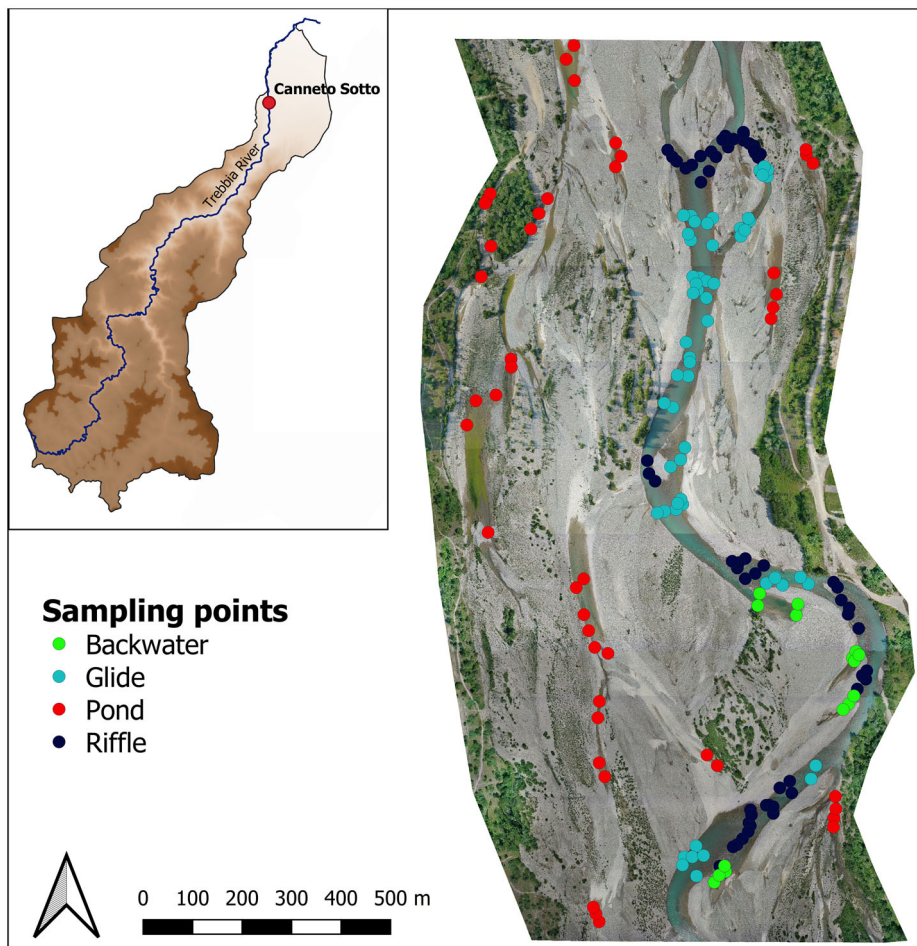 Canneto Sotto
Trebbia River
Sampling points
Backwater
Glide
Pond
Riffle
0 100 200 300 400 500 m